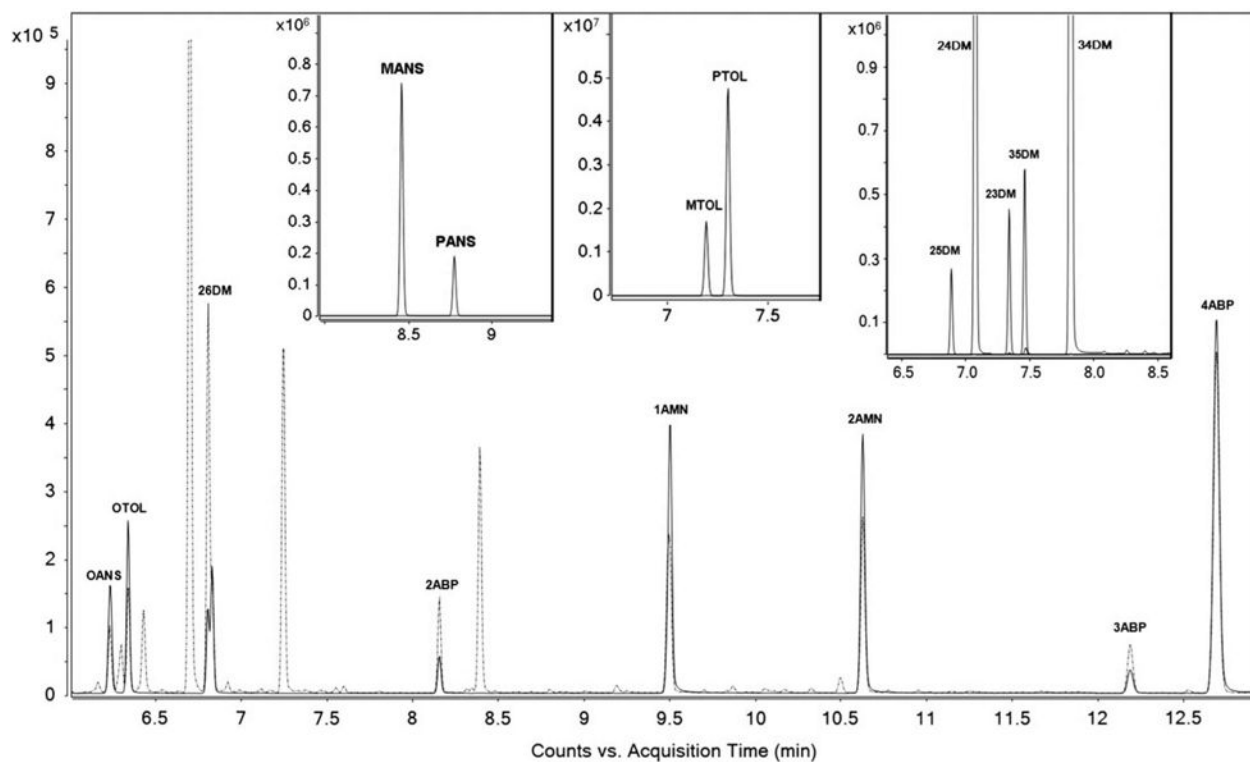 x10 5
9
8
7
6
5
4
3
2
1
0
OANS
OTOL
26DM
2ABP
1AMN
2AMN
3ABP
4ABP
6.5 7 7.5 8 8.5 9 9.5 10 10.5 11 11.5 12 12.5
Counts vs. Acquisition Time (min)
x10⁶
0.9
0.8
0.7
0.6
0.5
0.4
0.3
0.2
0.1
0
MANS
PANS
8.5 9
x10⁷
0.5
0.4
0.3
0.2
0.1
0
MTOL
PTOL
7 7.5
x10⁶
0.9
0.6
0.5
0.3
0.1
24DM
34DM
25DM
23DM
35DM
6.5 7.0 7.5 8.0 8.5